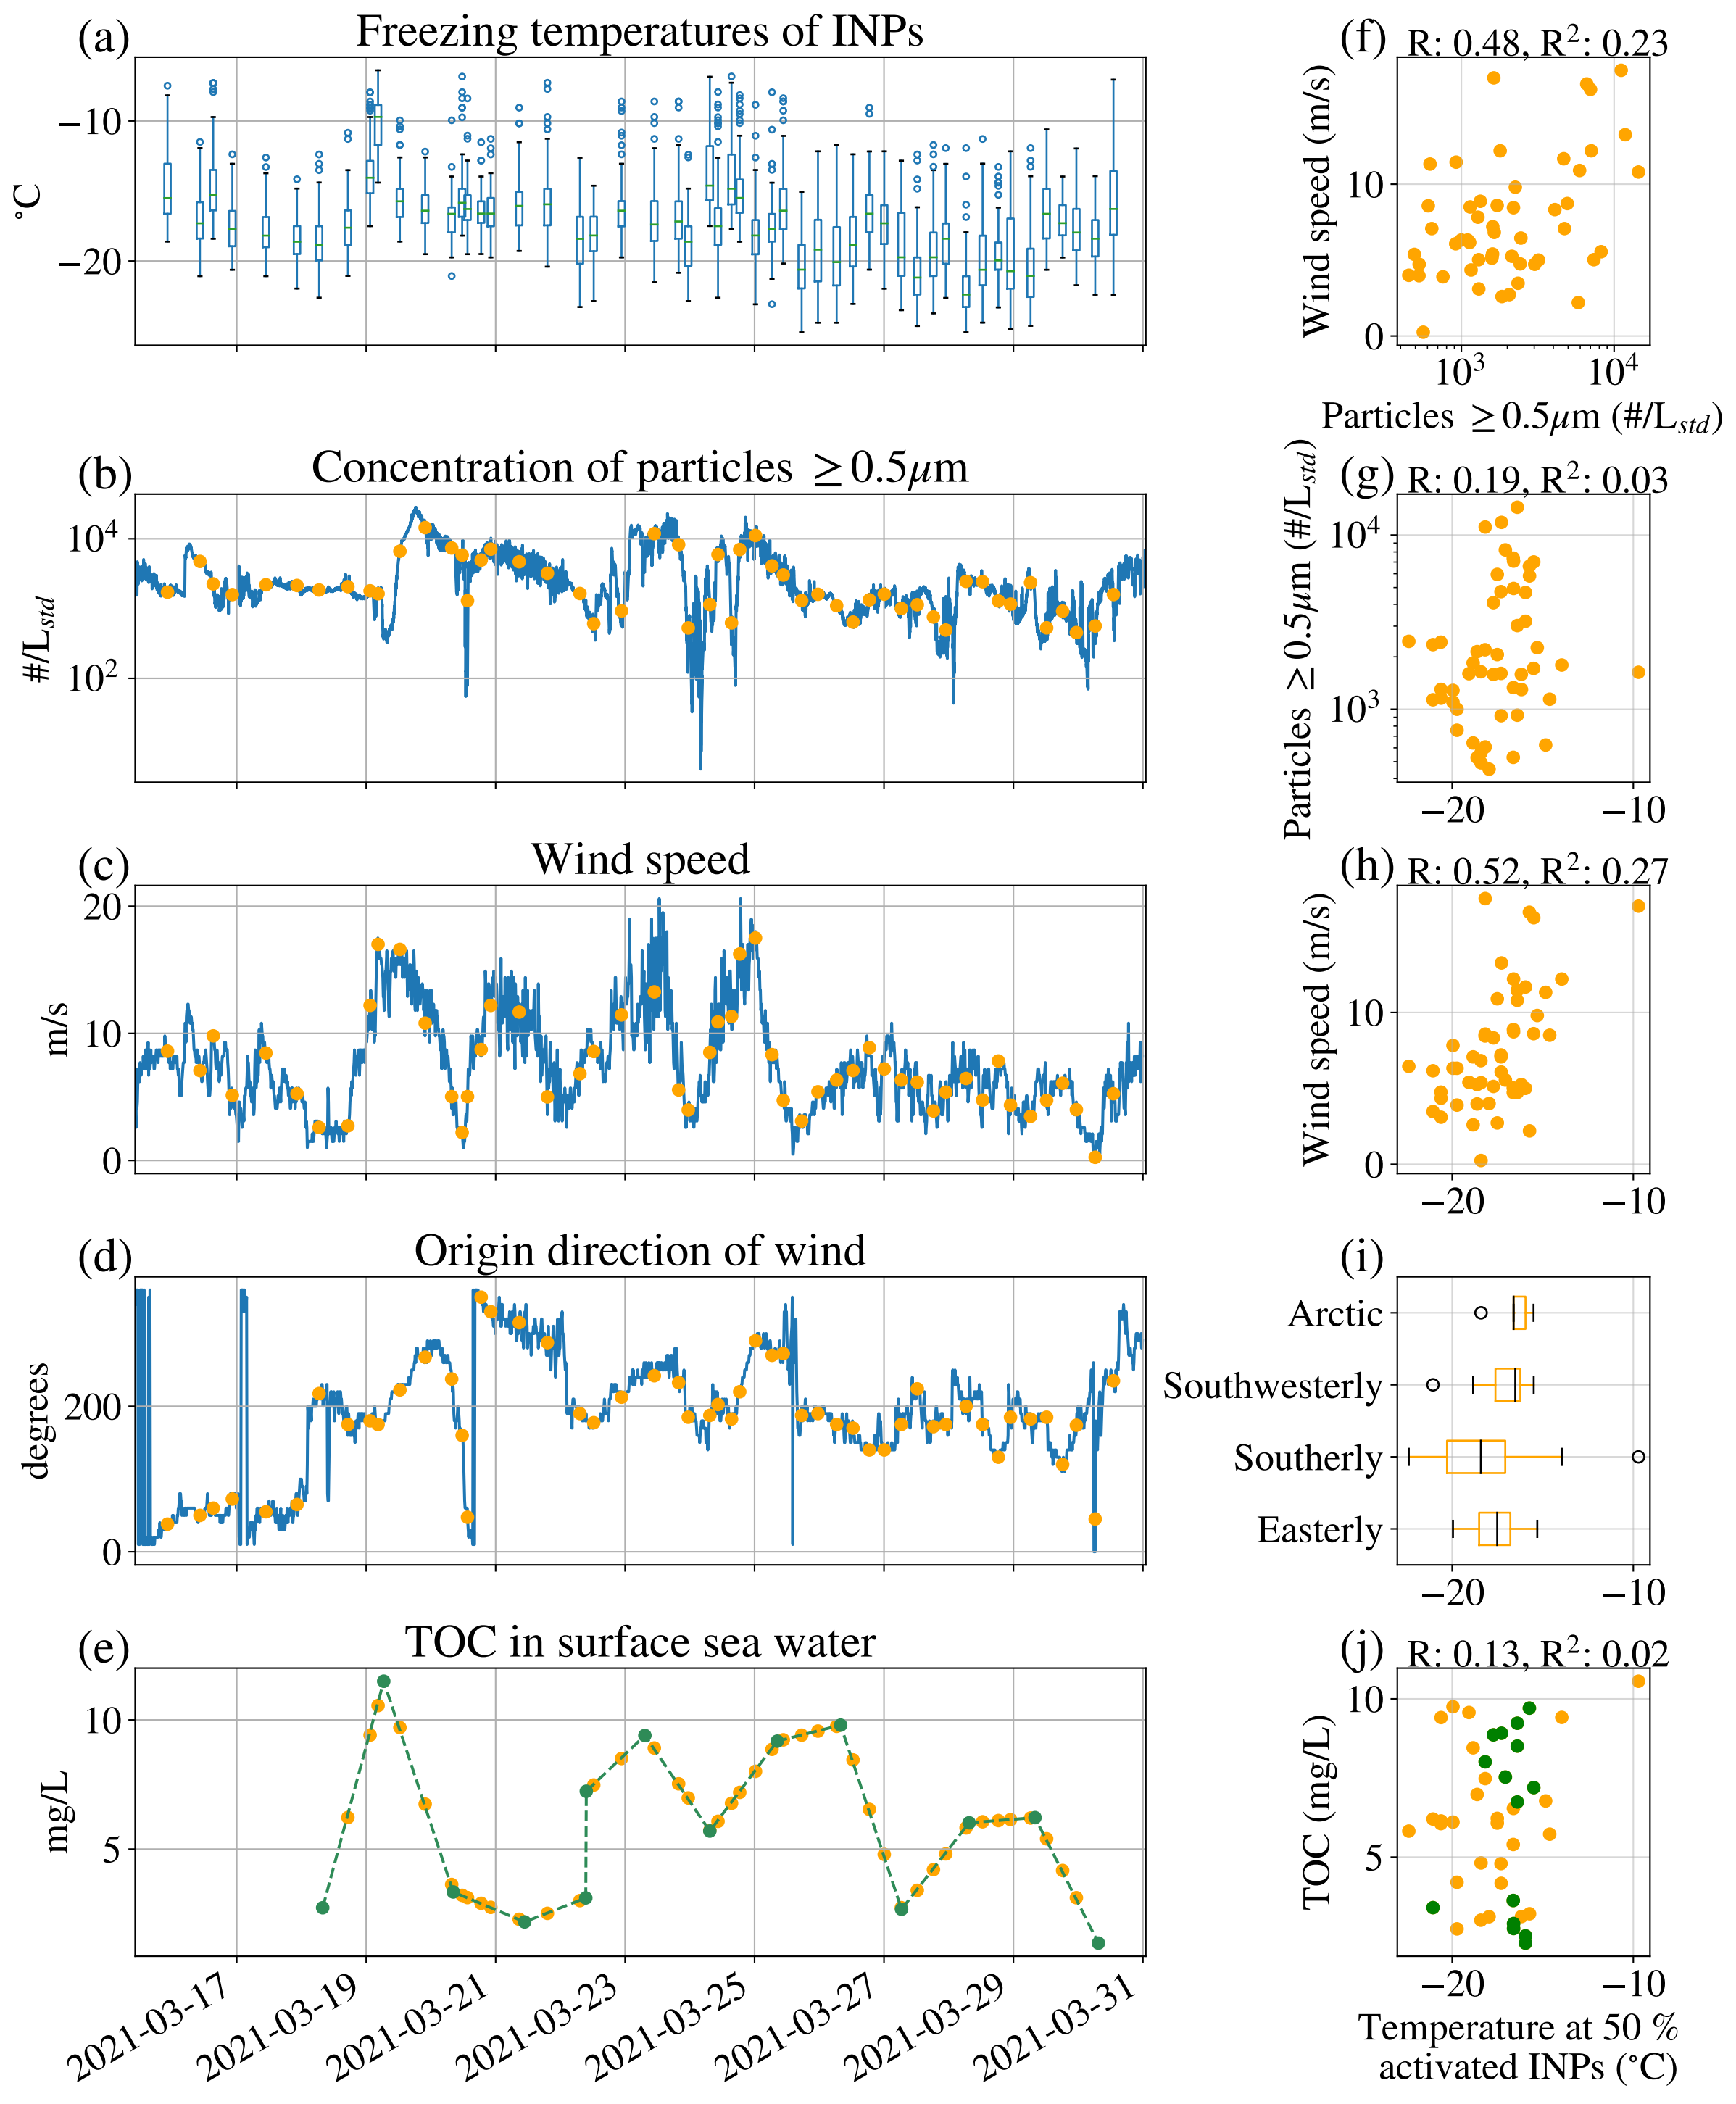 (a) Freezing temperatures of INPs
°C
−10
−20
(b) Concentration of particles ≥0.5μm
#/L_std
10⁴
10²
(c) Wind speed
m/s
20
10
0
(d) Origin direction of wind
degrees
200
0
(e) TOC in surface sea water
mg/L
10
5
2021-03-17
2021-03-19
2021-03-21
2021-03-23
2021-03-25
2021-03-27
2021-03-29
2021-03-31
(f) R: 0.48, R²: 0.23
Wind speed (m/s)
10
0
10³ 10⁴
Particles ≥0.5μm (#/L_std)
(g) R: 0.19, R²: 0.03
Particles ≥0.5μm (#/L_std)
10⁴
10³
−20 −10
(h) R: 0.52, R²: 0.27
Wind speed (m/s)
10
0
−20 −10
(i)
Arctic
Southwesterly
Southerly
Easterly
−20 −10
(j) R: 0.13, R²: 0.02
TOC (mg/L)
10
5
−20 −10
Temperature at 50 %
activated INPs (°C)